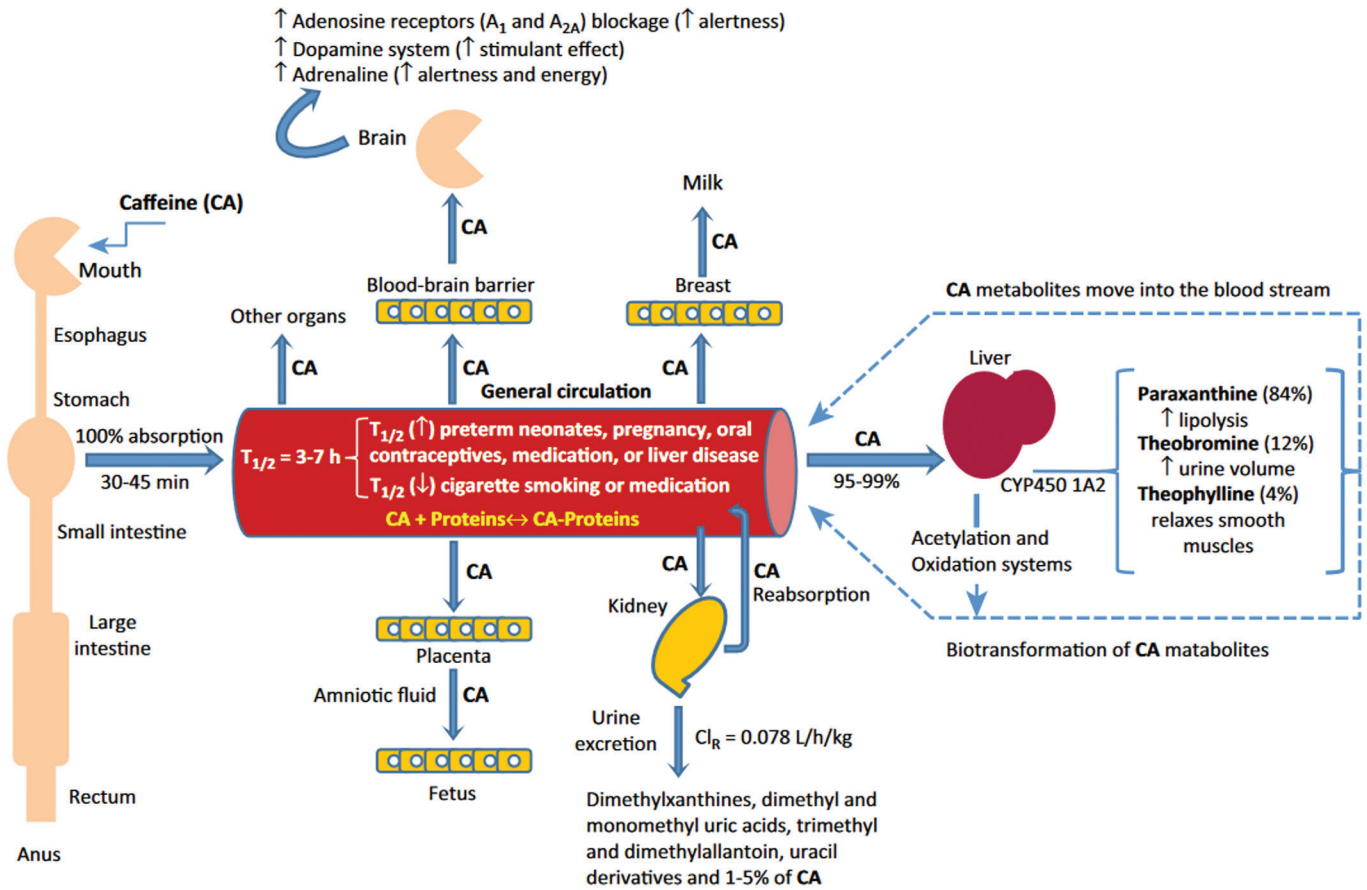 ↑ Adenosine receptors (A1 and A2A) blockage (↑ alertness)
↑ Dopamine system (↑ stimulant effect)
↑ Adrenaline (↑ alertness and energy)
Brain
Caffeine (CA)
Mouth
Esophagus
Stomach
100% absorption
30-45 min
Small intestine
Large
intestine
Rectum
Anus
CA
Blood-brain barrier
Other organs
CA
CA
Milk
CA
Breast
CA
General circulation
T1/2 = 3-7 h
T1/2 (↑) preterm neonates, pregnancy, oral
contraceptives, medication, or liver disease
T1/2 (↓) cigarette smoking or medication
CA + Proteins↔ CA-Proteins
CA
Placenta
Amniotic fluid
CA
Fetus
CA
Kidney
CA
Reabsorption
Urine
excretion
ClR = 0.078 L/h/kg
Dimethylxanthines, dimethyl and
monomethyl uric acids, trimethyl
and dimethylallantoin, uracil
derivatives and 1-5% of CA
CA metabolites move into the blood stream
CA
95-99%
Liver
CYP450 1A2
Acetylation and
Oxidation systems
Paraxanthine (84%)
↑ lipolysis
Theobromine (12%)
↑ urine volume
Theophylline (4%)
relaxes smooth
muscles
Biotransformation of CA matabolites